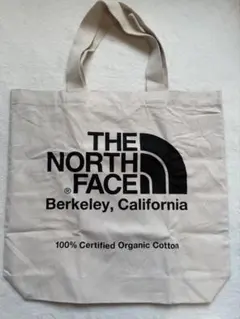 THE
NORTH
FACE
®
Berkeley, California
100% Certified Organic Cotton